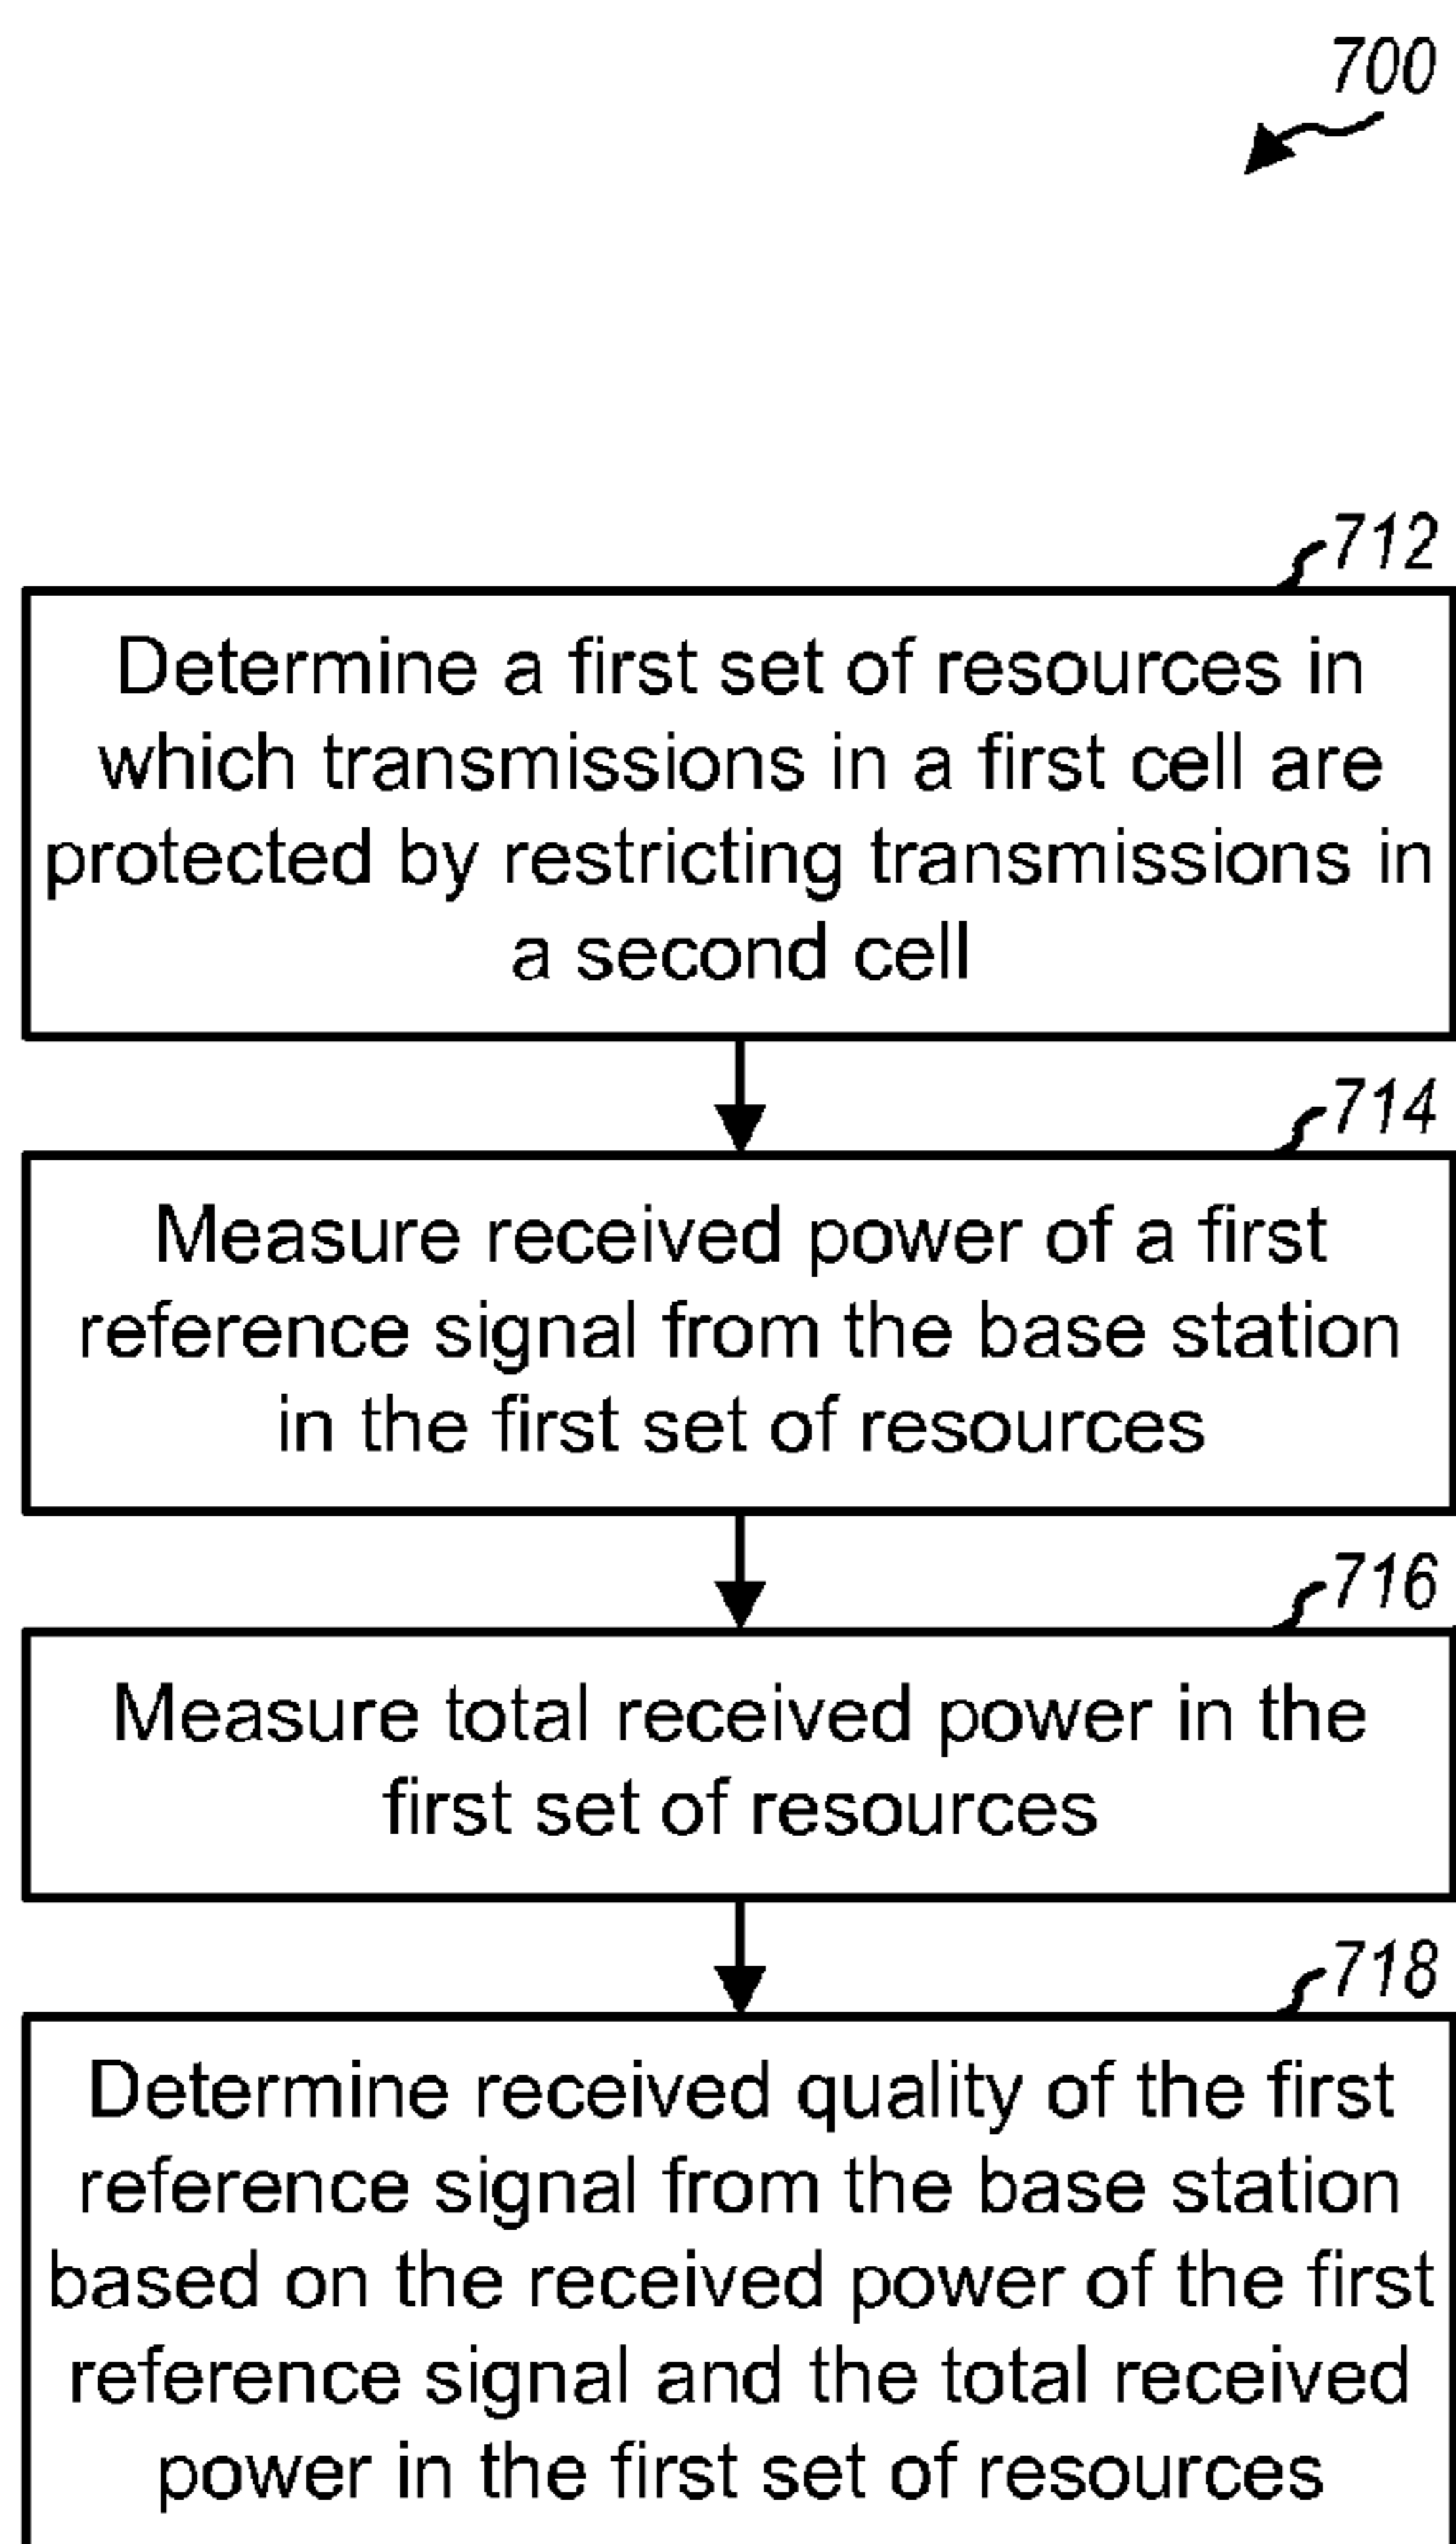 700
712
Determine a first set of resources in
which transmissions in a first cell are
protected by restricting transmissions in
a second cell
714
Measure received power of a first
reference signal from the base station
in the first set of resources
716
Measure total received power in the
first set of resources
718
Determine received quality of the first
reference signal from the base station
based on the received power of the first
reference signal and the total received
power in the first set of resources